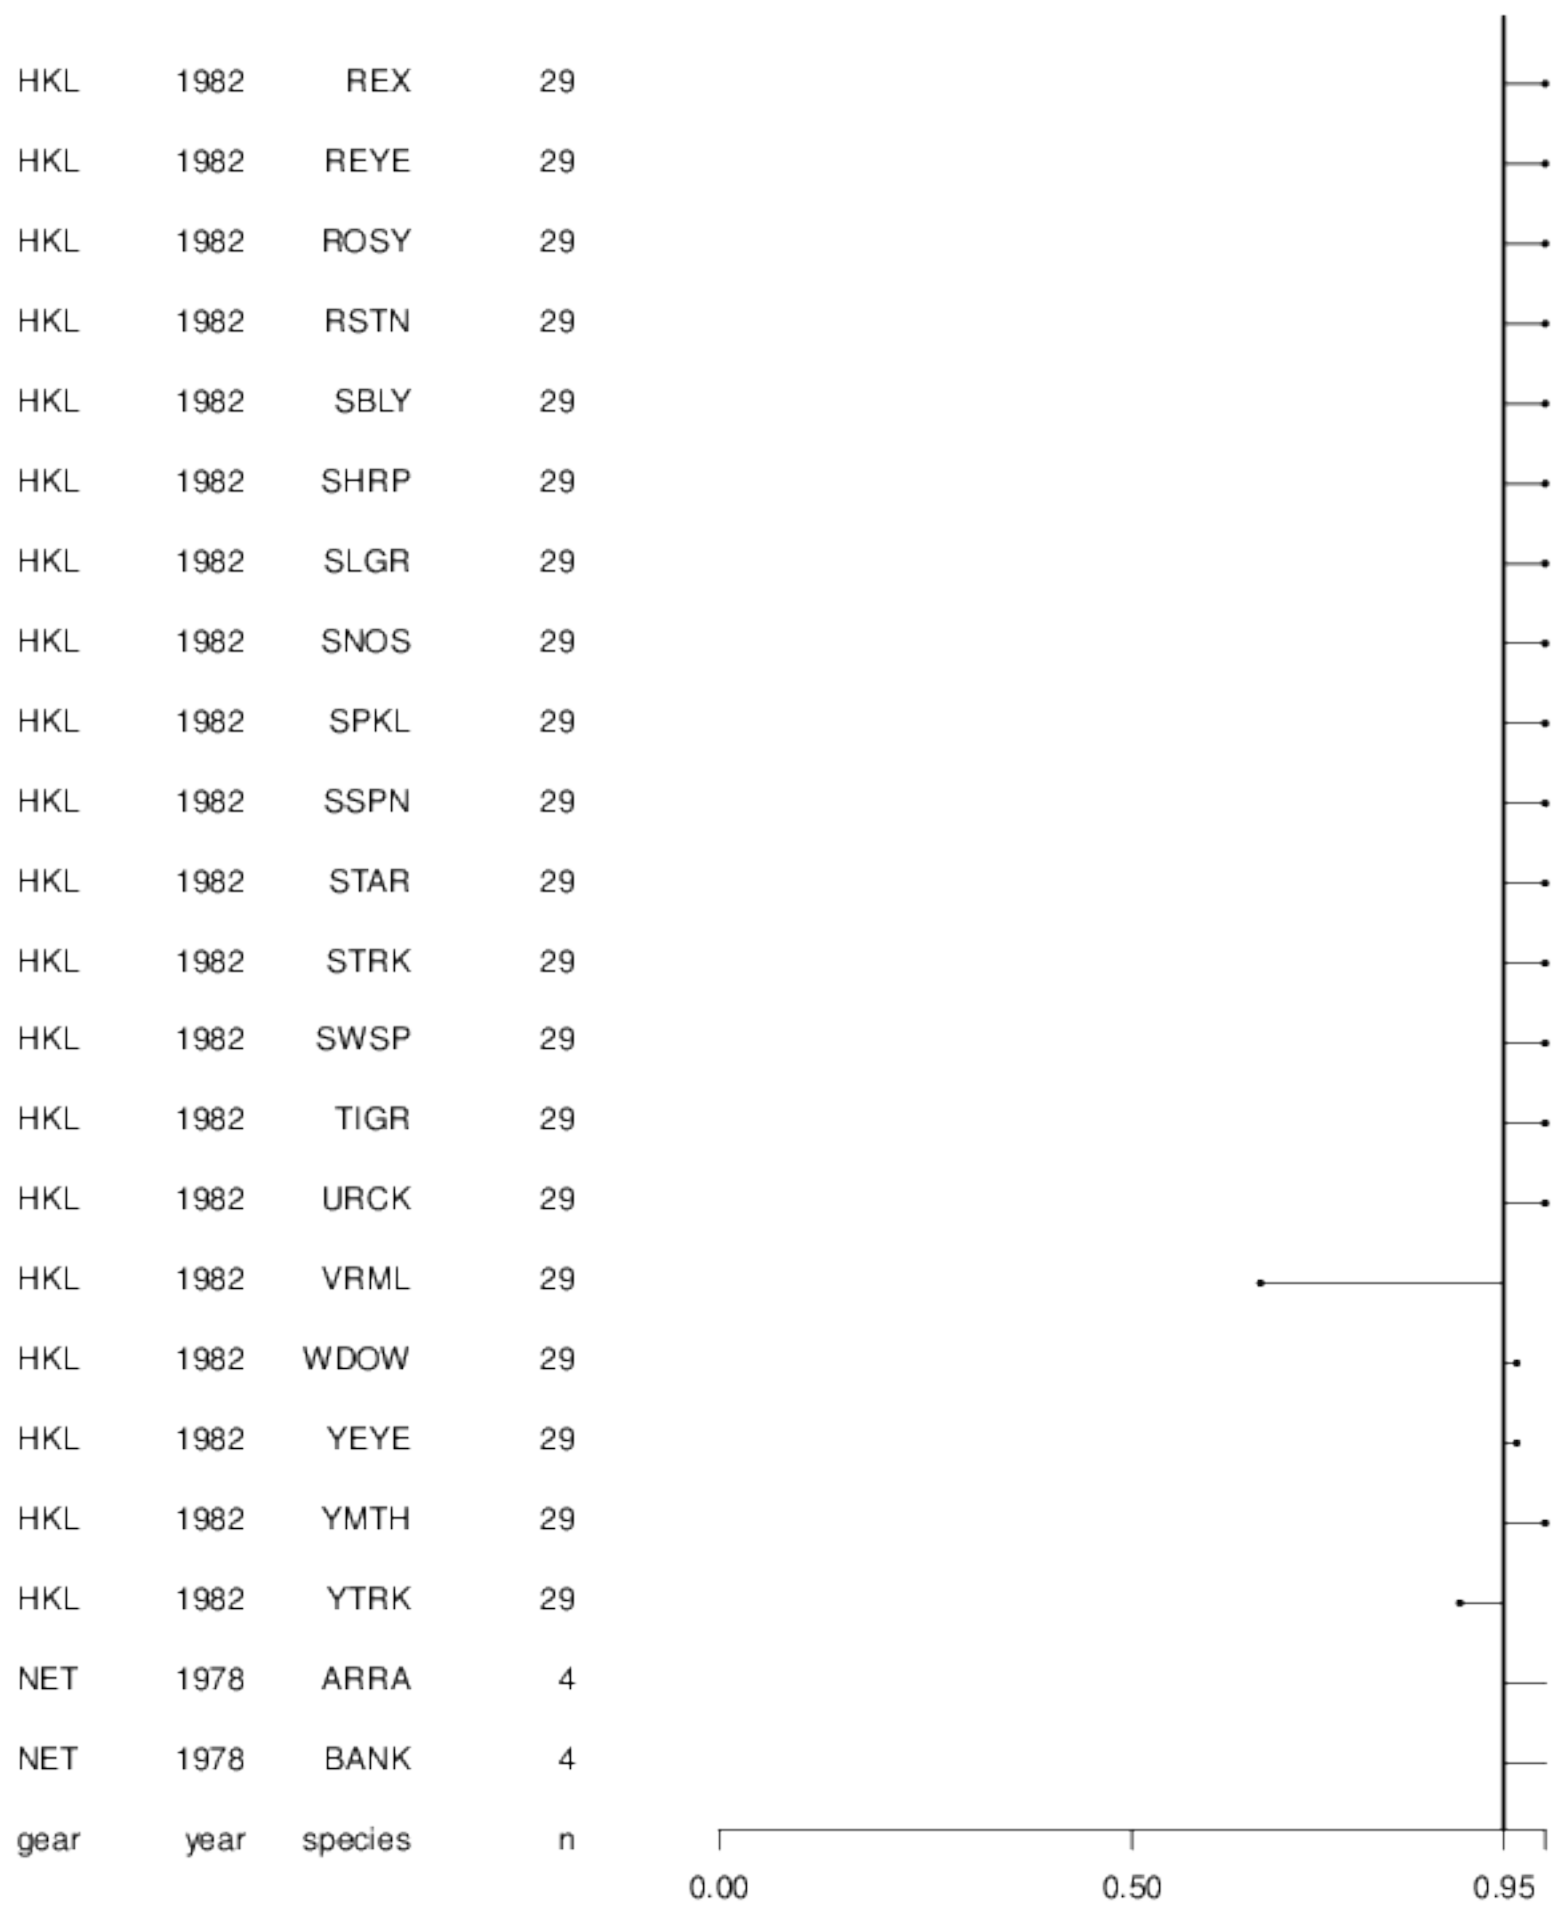 HKL 1982 REX 29
HKL 1982 REYE 29
HKL 1982 ROSY 29
HKL 1982 RSTN 29
HKL 1982 SBLY 29
HKL 1982 SHRP 29
HKL 1982 SLGR 29
HKL 1982 SNOS 29
HKL 1982 SPKL 29
HKL 1982 SSPN 29
HKL 1982 STAR 29
HKL 1982 STRK 29
HKL 1982 SWSP 29
HKL 1982 TIGR 29
HKL 1982 URCK 29
HKL 1982 VRML 29
HKL 1982 WDOW 29
HKL 1982 YEYE 29
HKL 1982 YMTH 29
HKL 1982 YTRK 29
NET 1978 ARRA 4
NET 1978 BANK 4
gear year species n
0.00 0.50 0.95